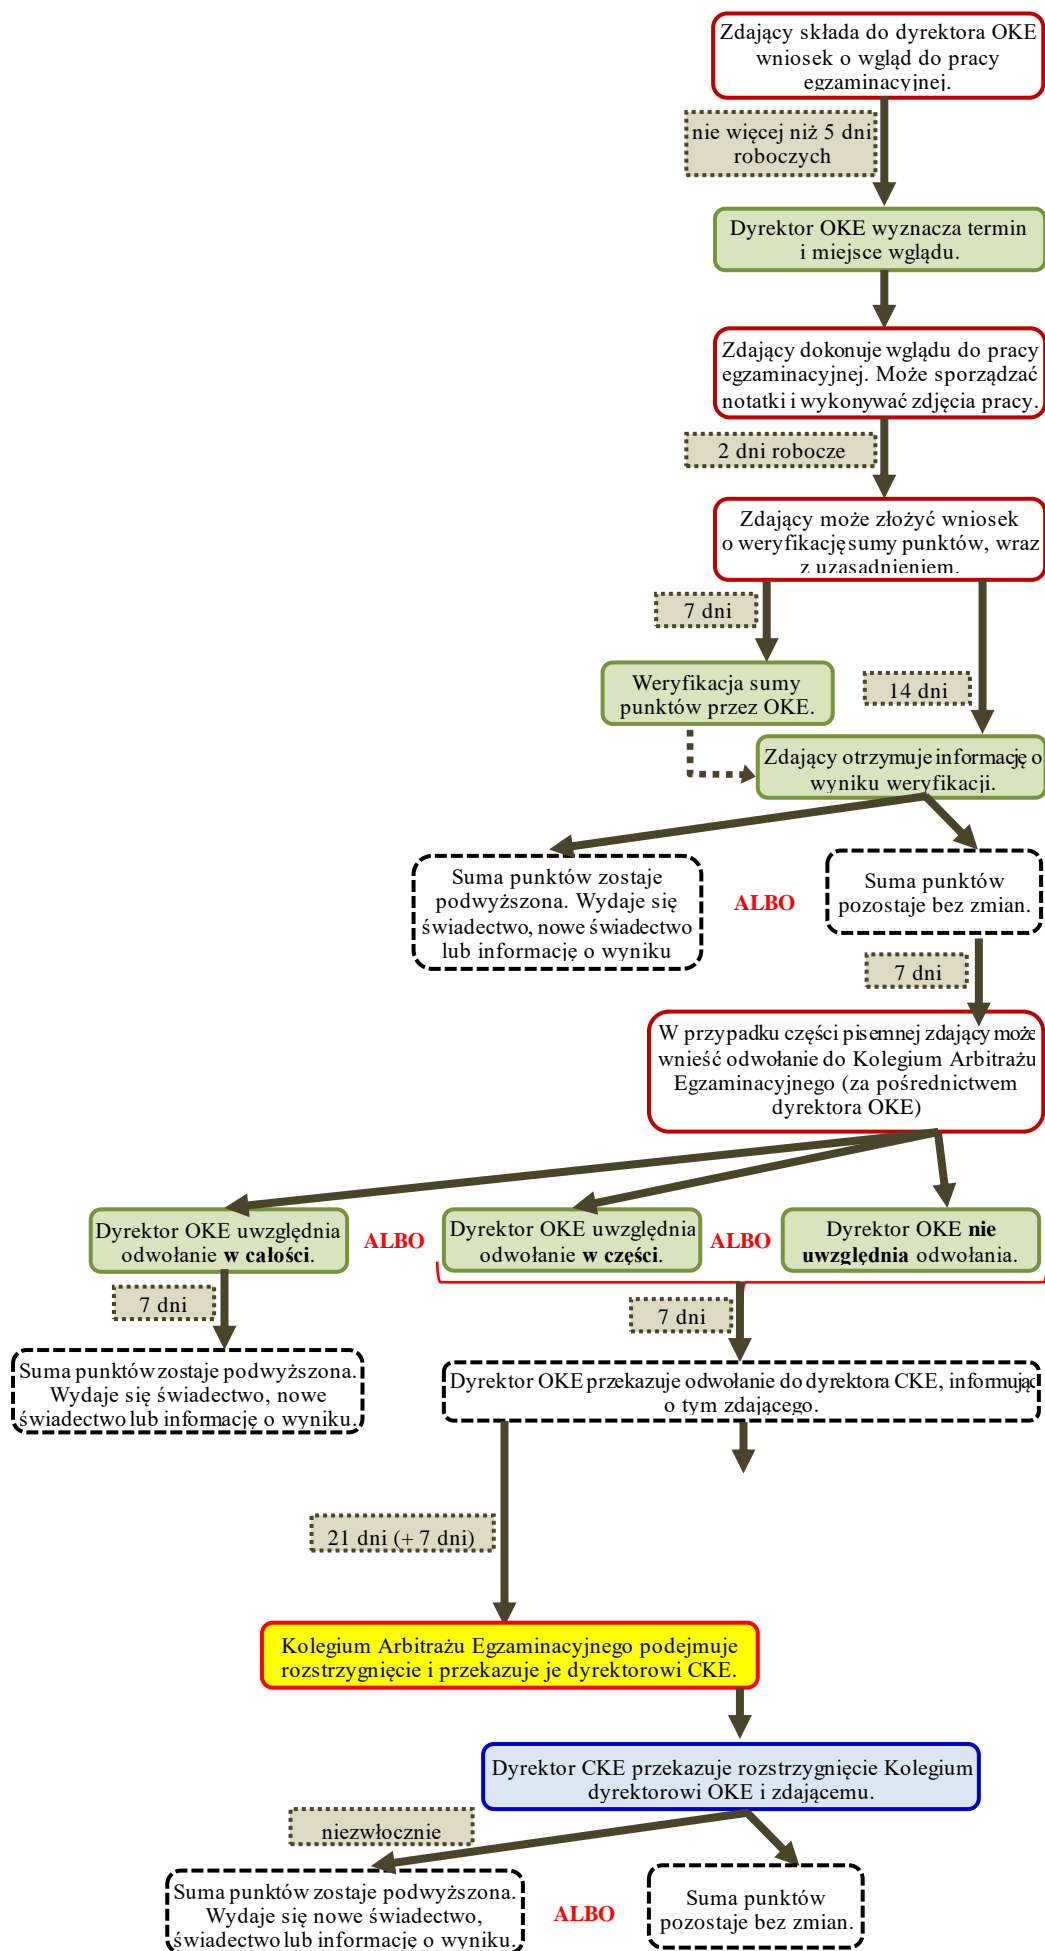 Zdający składa do dyrektora OKE
wniosek o wgląd do pracy
egzaminacyjnej.
nie więcej niż 5 dni
roboczych
Dyrektor OKE wyznacza termin
i miejsce wglądu.
Zdający dokonuje wglądu do pracy
egzaminacyjnej. Może sporządzać
notatki i wykonywać zdjęcia pracy.
2 dni robocze
Zdający może złożyć wniosek
o weryfikację sumy punktów, wraz
z uzasadnieniem.
7 dni
Weryfikacja sumy
punktów przez OKE.
14 dni
Zdający otrzymuje informację o
wyniku weryfikacji.
Suma punktów zostaje
podwyższona. Wydaje się
świadectwo, nowe świadectwo
lub informację o wyniku
ALBO
Suma punktów
pozostaje bez zmian.
7 dni
W przypadku części pisemnej zdający może
wnieść odwołanie do Kolegium Arbitrażu
Egzaminacyjnego (za pośrednictwem
dyrektora OKE)
Dyrektor OKE uwzględnia
odwołanie w całości.
ALBO
Dyrektor OKE uwzględnia
odwołanie w części.
ALBO
Dyrektor OKE nie
uwzględnia odwołania.
7 dni
7 dni
Suma punktów zostaje podwyższona.
Wydaje się świadectwo, nowe
świadectwo lub informację o wyniku.
Dyrektor OKE przekazuje odwołanie do dyrektora CKE, informując
o tym zdającego.
21 dni (+ 7 dni)
Kolegium Arbitrażu Egzaminacyjnego podejmuje
rozstrzygnięcie i przekazuje je dyrektorowi CKE.
Dyrektor CKE przekazuje rozstrzygnięcie Kolegium
dyrektorowi OKE i zdającemu.
niezwłocznie
Suma punktów zostaje podwyższona.
Wydaje się nowe świadectwo,
świadectwo lub informację o wyniku.
ALBO
Suma punktów
pozostaje bez zmian.